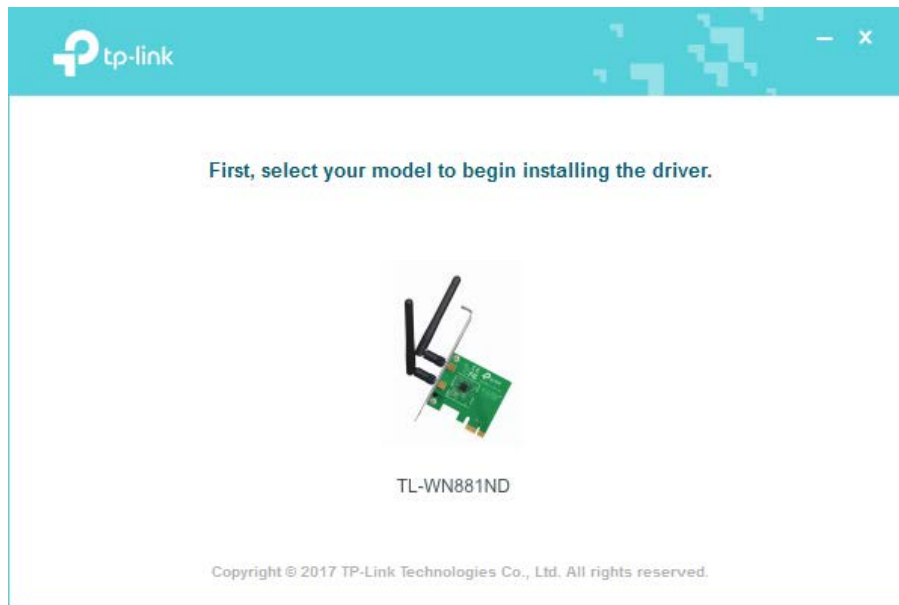 tp-link
First, select your model to begin installing the driver.
TL-WN881ND
Copyright © 2017 TP-Link Technologies Co., Ltd. All rights reserved.